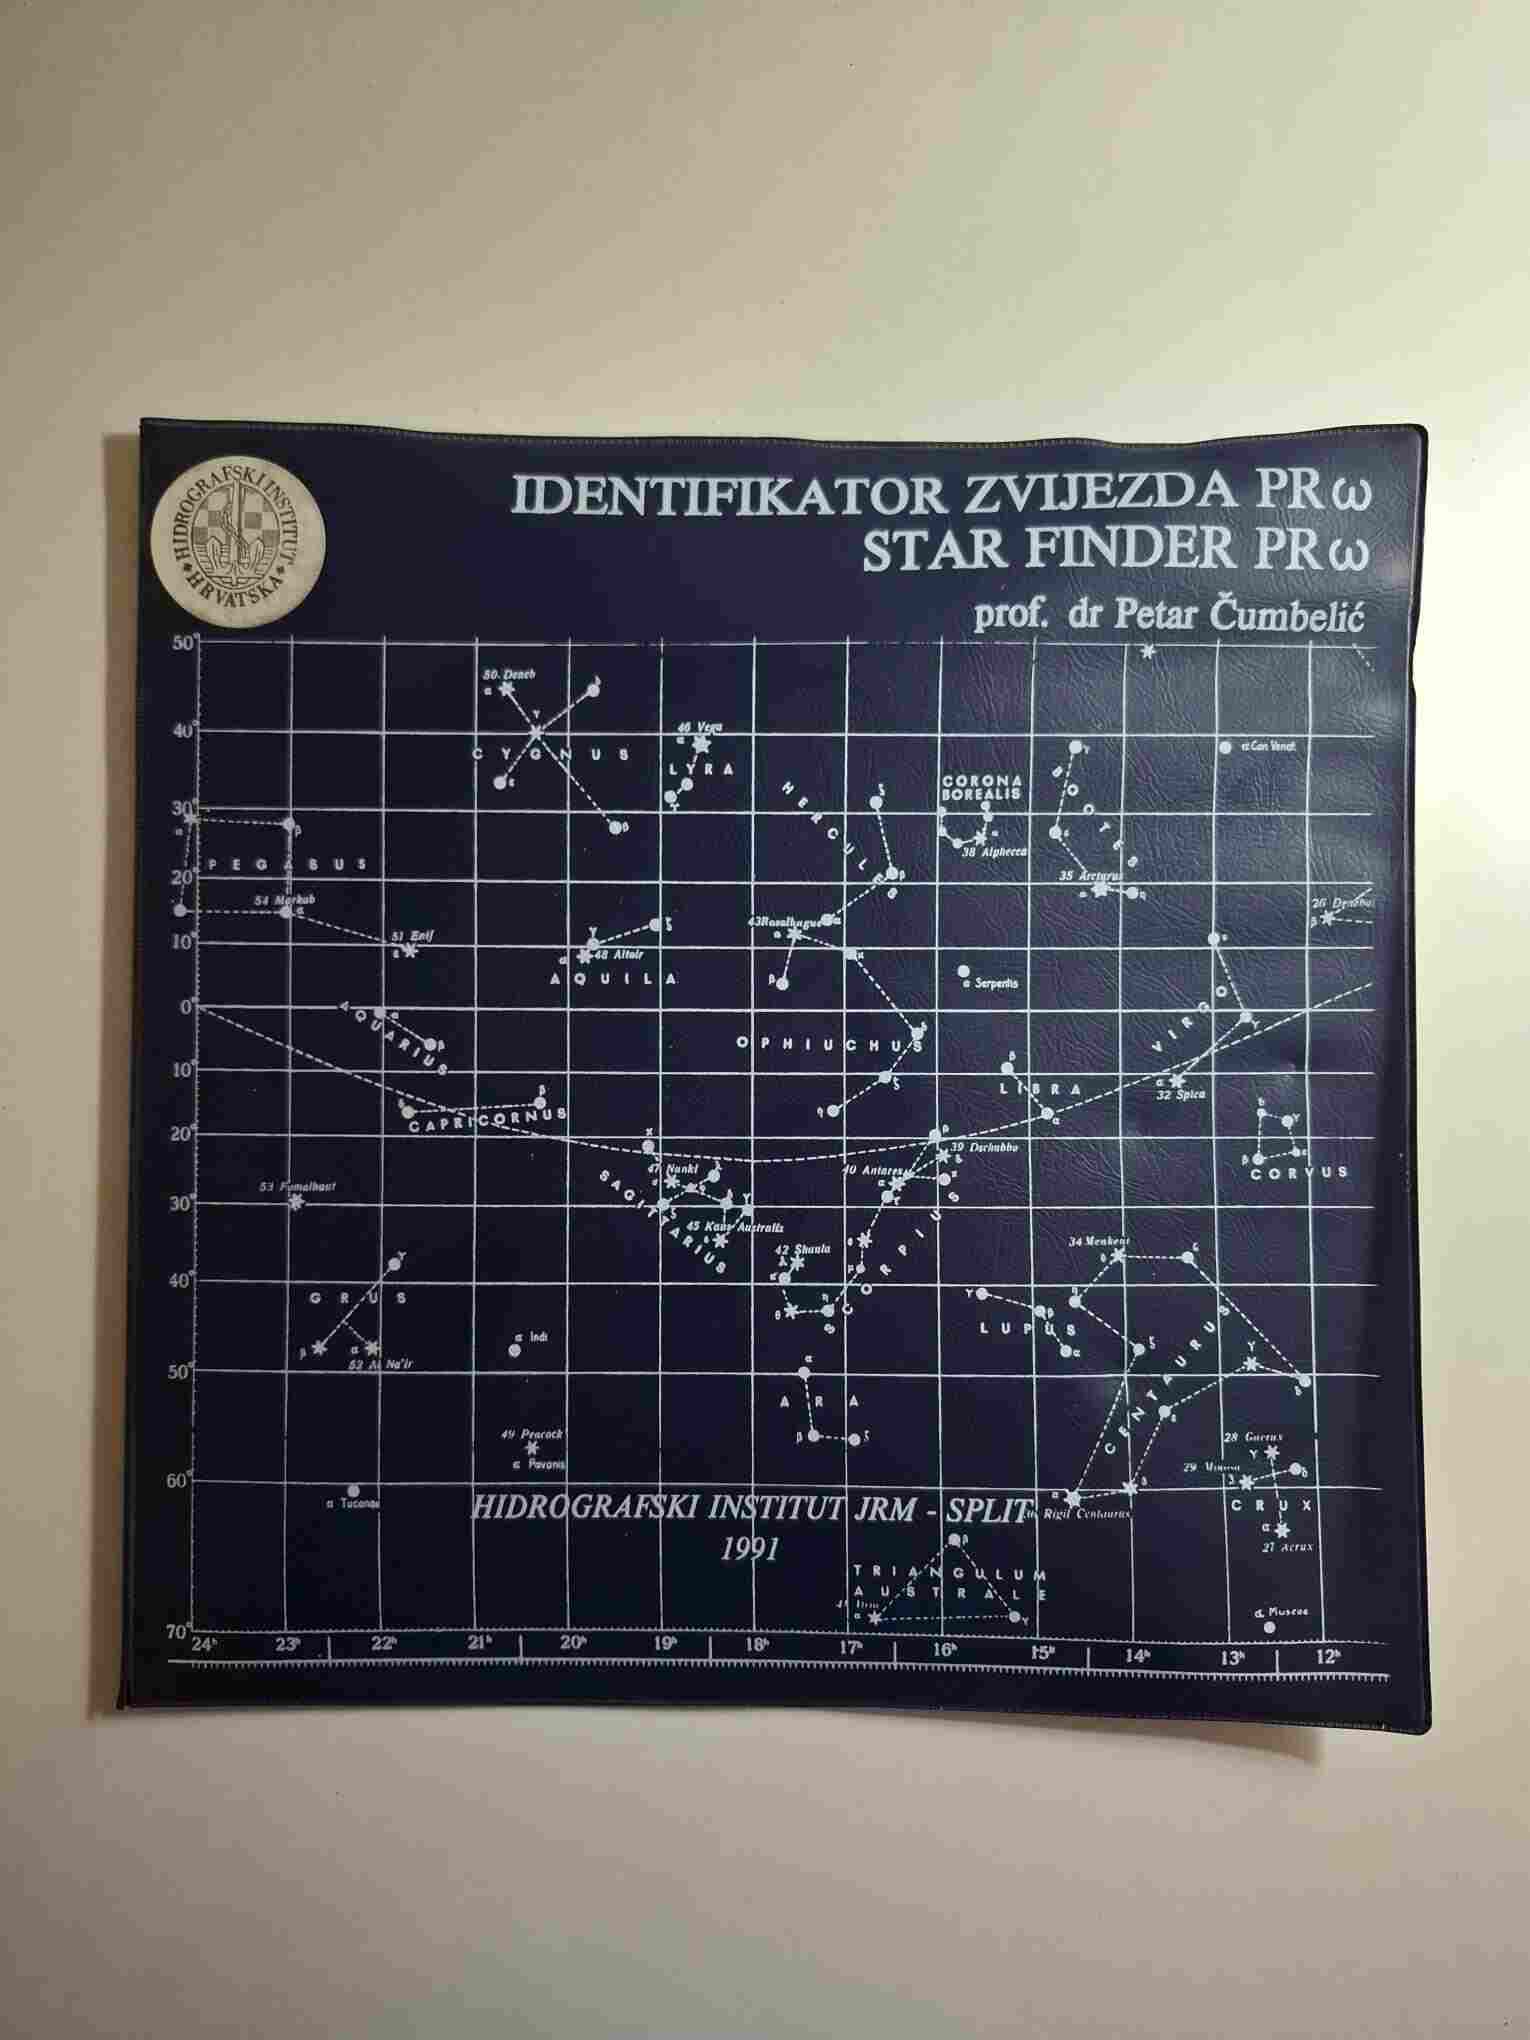 HIDROGRAFSKI INSTITUT
HRVATSKA
IDENTIFIKATOR ZVIJEZDA PR ω
STAR FINDER PR ω
prof. dr Petar Čumbelić
50°
50. Deneb
α
γ
δ
40°
CYGNUS
ε
β
46 Vega
α
LYRA
γ
HERCULES
ζ
β
CORONA
BOREALIS
α
38 Alphecca
γ
BOOTES
ε
35 Arcturus
α
η
α Can Venat.
30°
α
β
PEGABUS
20°
54 Markab
α
51 Enif
ε
10°
γ
ζ
α
48 Altair
AQUILA
43 Rasalhague
α
α
β
κ
α Serpentis
ε
β
0°
AQUARIUS
α
β
OPHIUCHUS
δ
ζ
η
β
LIBRA
α
VIRGO
γ
α
32 Spica
10°
δ
β
CAPRICORNUS
20°
δ
γ
β
ε
CORVUS
47 Nunki
SAGITTARIUS
45 Kaus Australis
β
39 Dschubba
δ
40 Antares
α
SCORPIUS
53 Fomalhaut
30°
42 Shaula
λ
κ
θ
η
34 Menkent
γ
GRUS
β
α
52 Al Na'ir
40°
γ
β
LUPUS
α
η
ζ
CENTAURUS
γ
δ
ε
α Indi
50°
α
ARA
β
ζ
49 Peacock
α Pavonis
28 Gacrux
γ
29 Mimosa
δ
CRUX
α
27 Acrux
60°
α Tucanae
HIDROGRAFSKI INSTITUT JRM - SPLIT
Rigil Centaurus
1991
β
TRIANGULUM
AUSTRALE
α
γ
α Muscae
70°
24ʰ 23ʰ 22ʰ 21ʰ 20ʰ 19ʰ 18ʰ 17ʰ 16ʰ 15ʰ 14ʰ 13ʰ 12ʰ